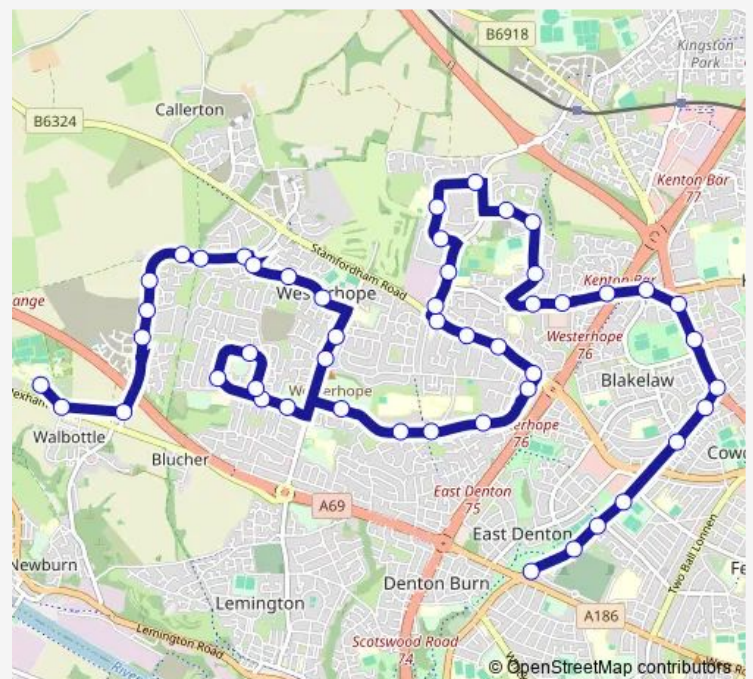 B6918
Kingston
Park
Callerton
B6324
Kenton Bar
77
Stamfordham Road
Kenton Bar
Westerhope
Westerhope
76
Westerhope
Blakelaw
Walbottle
76
Blucher
East Denton
75
A69
East Denton
Newburn
Denton Burn
Two Ball Lonnen
Lemington
A186
Lemington Road
Scotswood Road
74
© OpenStreetMap contributors